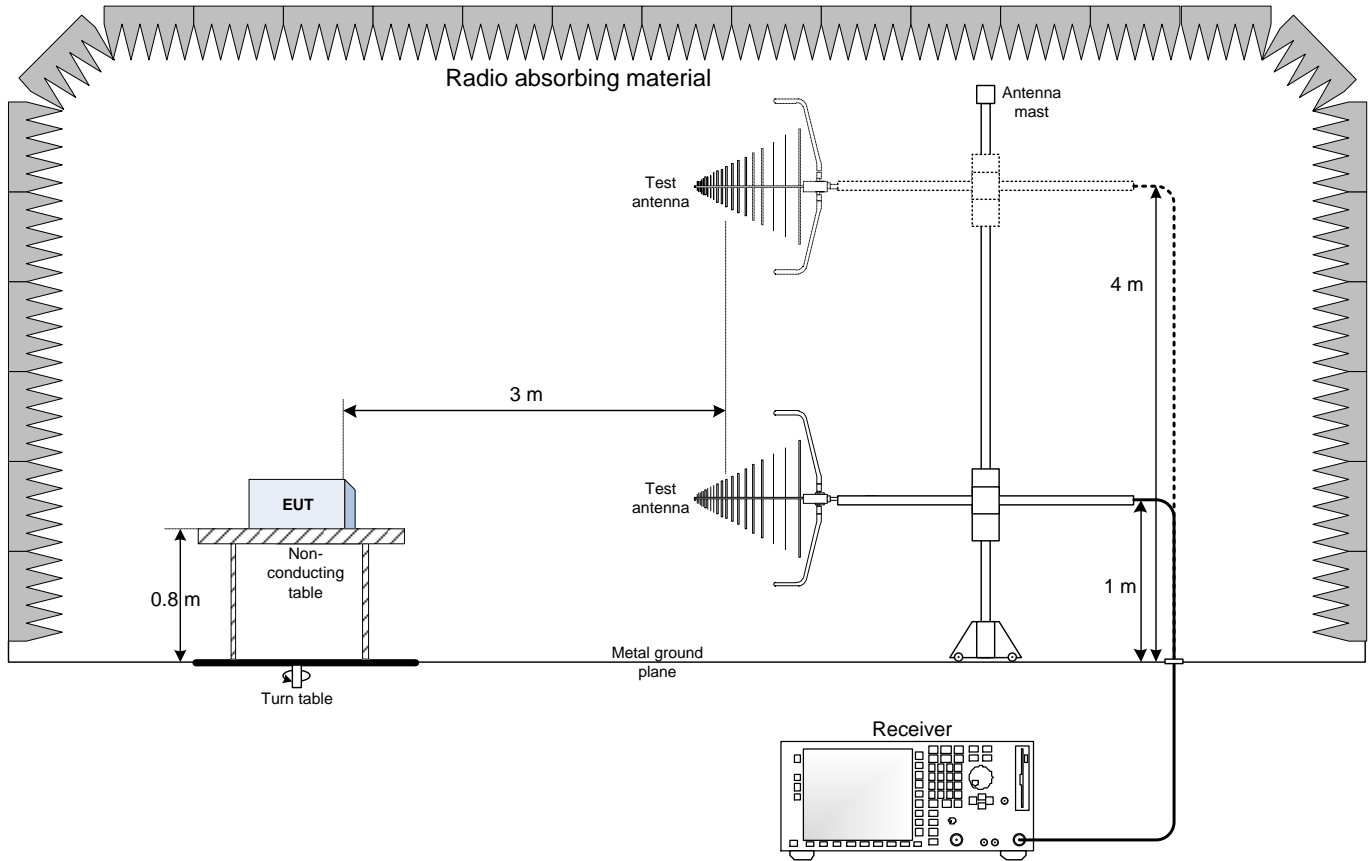 Radio absorbing material
Antenna
mast
Test
antenna
4 m
3 m
Test
antenna
EUT
Non-
conducting
table
0.8 m
1 m
Metal ground
plane
Turn table
Receiver